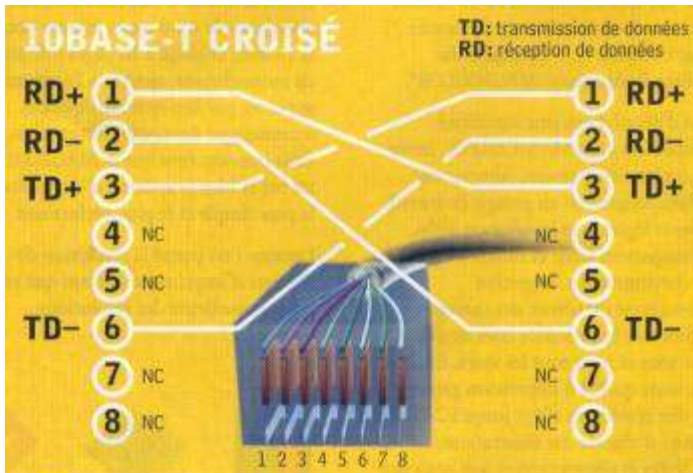 10BASE-T CROISÉ
TD: transmission de données
RD: réception de données
RD+ 1 1 RD+
RD- 2 2 RD-
TD+ 3 3 TD+
4 NC NC 4
5 NC NC 5
TD- 6 6 TD-
7 NC NC 7
8 NC NC 8
1 2 3 4 5 6 7 8